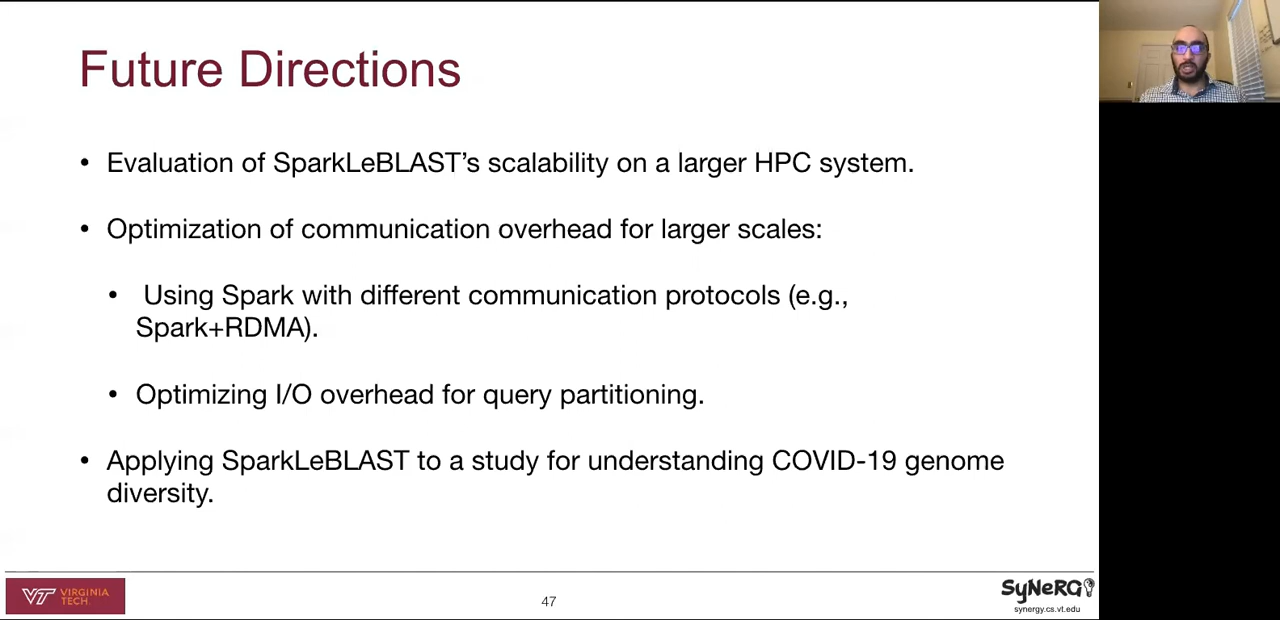 Future Directions
• Evaluation of SparkLeBLAST’s scalability on a larger HPC system.
• Optimization of communication overhead for larger scales:
• Using Spark with different communication protocols (e.g.,
Spark+RDMA).
• Optimizing I/O overhead for query partitioning.
• Applying SparkLeBLAST to a study for understanding COVID-19 genome
diversity.
VT VIRGINIA
TECH.
47
SyNeRGy
synergy.cs.vt.edu